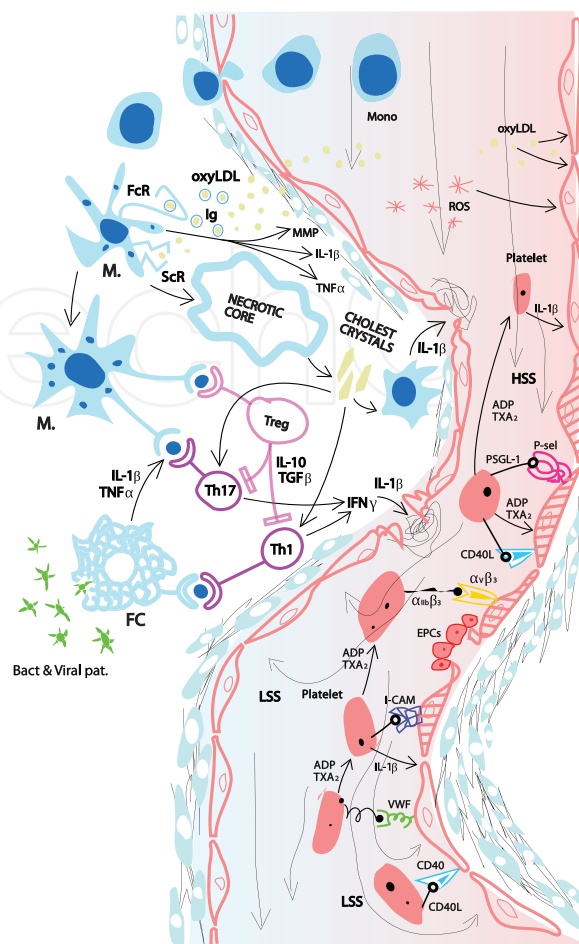 Mono
oxyLDL
ROS
FcR
oxyLDL
Ig
MMP
IL-1β
TNFα
M.
ScR
NECROTIC
CORE
CHOLEST
CRYSTALS
IL-1β
Platelet
IL-1β
HSS
ADP
TXA2
M.
Treg
IL-10
TGFβ
IL-1β
TNFα
Th17
IFNγ
IL-1β
Th1
PSGL-1
P-sel
ADP
TXA2
CD40L
αvβ3
αIIbβ3
FC
Bact & Viral pat.
EPCs
ADP
TXA2
LSS
Platelet
I-CAM
IL-1β
ADP
TXA2
VWF
CD40
LSS
CD40L